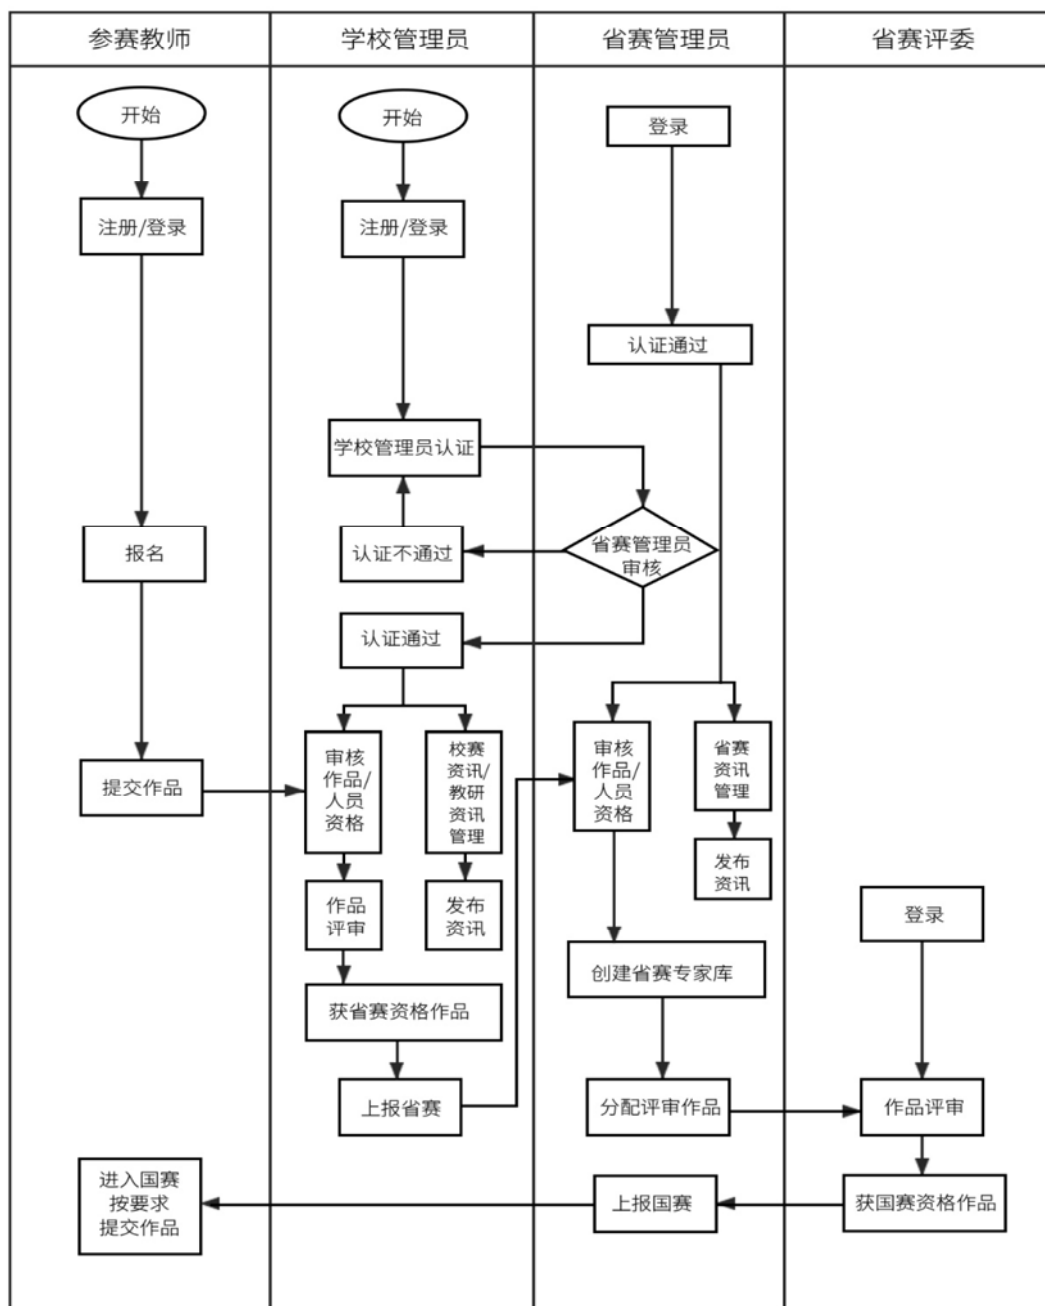 参赛教师
学校管理员
省赛管理员
省赛评委
开始
注册/登录
报名
提交作品
进入国赛
按要求
提交作品
开始
注册/登录
学校管理员认证
认证不通过
认证通过
审核
作品/
人员
资格
校赛
资讯/
教研
资讯
管理
作品
评审
发布
资讯
获省赛资格作品
上报省赛
登录
认证通过
省赛管理员
审核
审核
作品/
人员
资格
省赛
资讯
管理
发布
资讯
创建省赛专家库
分配评审作品
上报国赛
登录
作品评审
获国赛资格作品